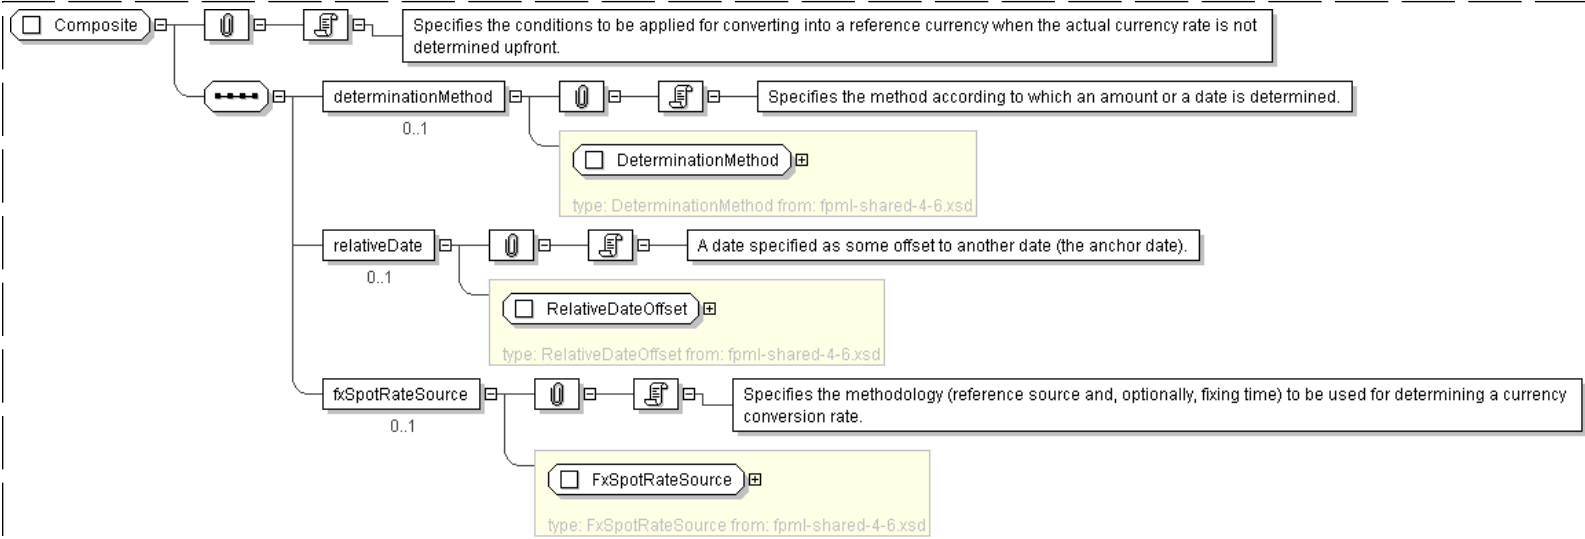 Composite
Specifies the conditions to be applied for converting into a reference currency when the actual currency rate is not
determined upfront.
determinationMethod
Specifies the method according to which an amount or a date is determined.
0..1
DeterminationMethod
type: DeterminationMethod from: fpml-shared-4-6.xsd
relativeDate
A date specified as some offset to another date (the anchor date).
0..1
RelativeDateOffset
type: RelativeDateOffset from: fpml-shared-4-6.xsd
fxSpotRateSource
Specifies the methodology (reference source and, optionally, fixing time) to be used for determining a currency
conversion rate.
0..1
FxSpotRateSource
type: FxSpotRateSource from: fpml-shared-4-6.xsd